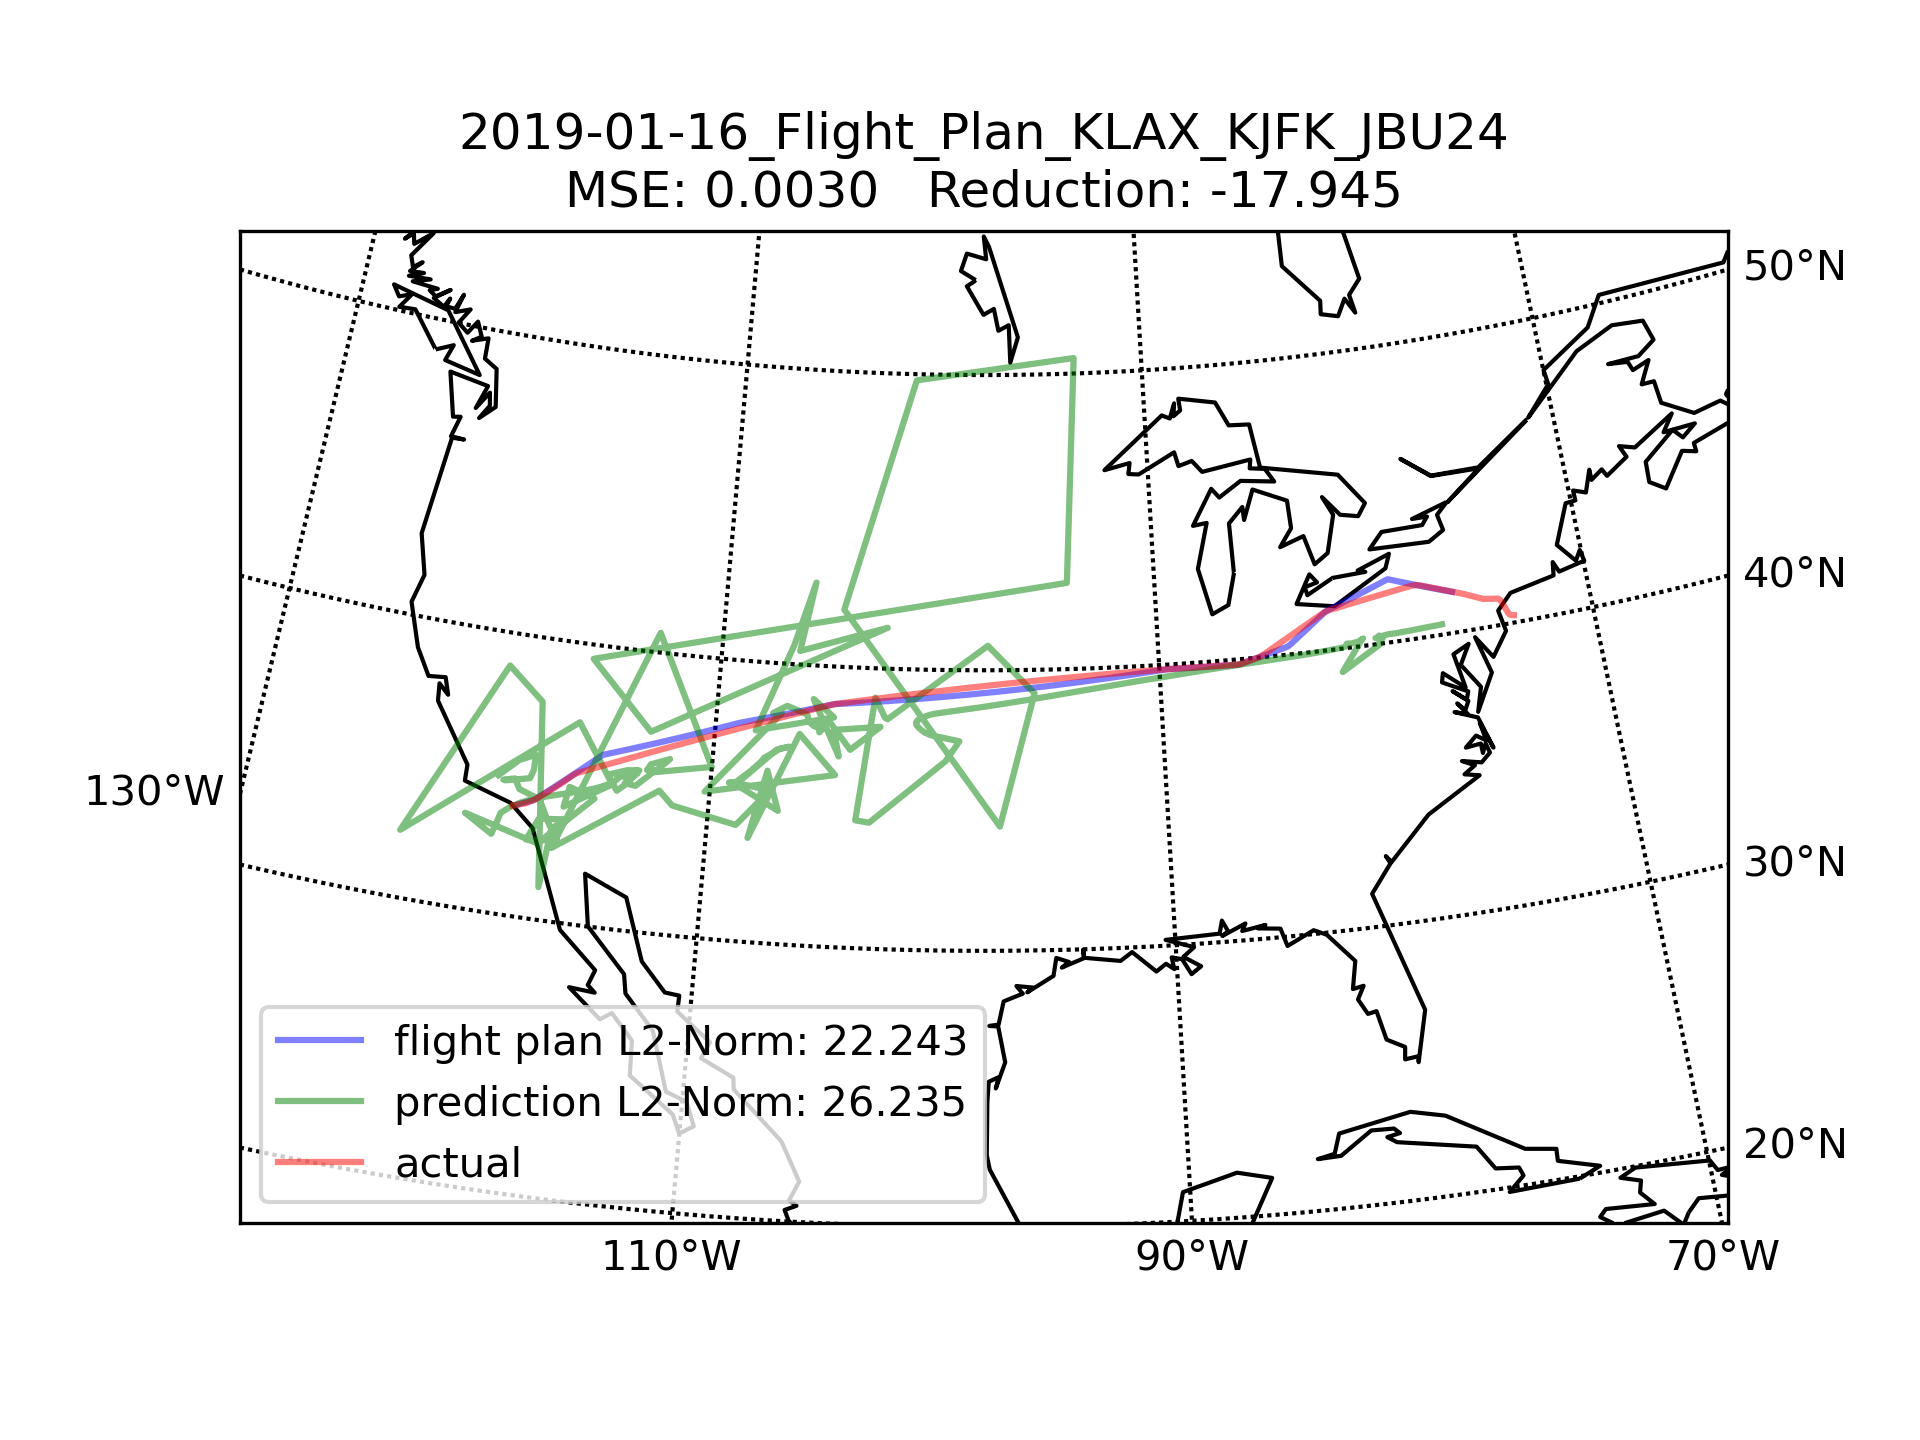 2019-01-16_Flight_Plan_KLAX_KJFK_JBU24
MSE: 0.0030   Reduction: -17.945
50°N
40°N
130°W
30°N
flight plan L2-Norm: 22.243
prediction L2-Norm: 26.235
20°N
actual
110°W
90°W
70°W